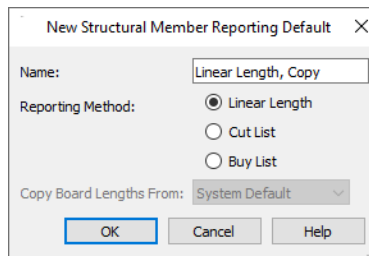 New Structural Member Reporting Default
Name: Linear Length, Copy
Reporting Method: Linear Length
Cut List
Buy List
Copy Board Lengths From: System Default
OK Cancel Help